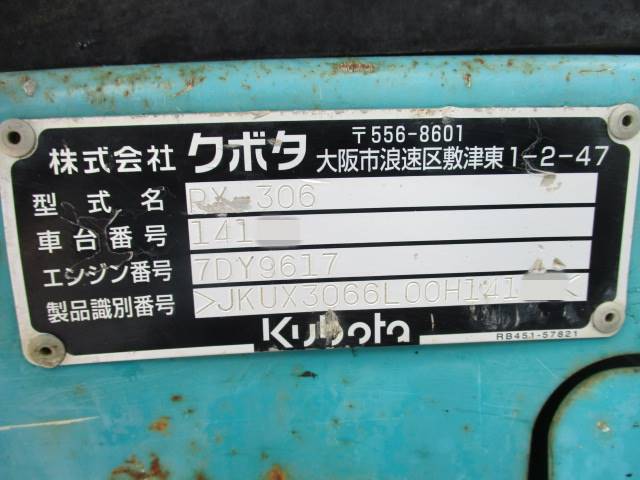 株式会社 クボタ 〒556-8601
大阪市浪速区敷津東1-2-47
型式名 RX-306
車台番号 141
エンジン番号 7DY9617
製品識別番号 >JKUX3066L00H141<
Kubota
RB451-57821